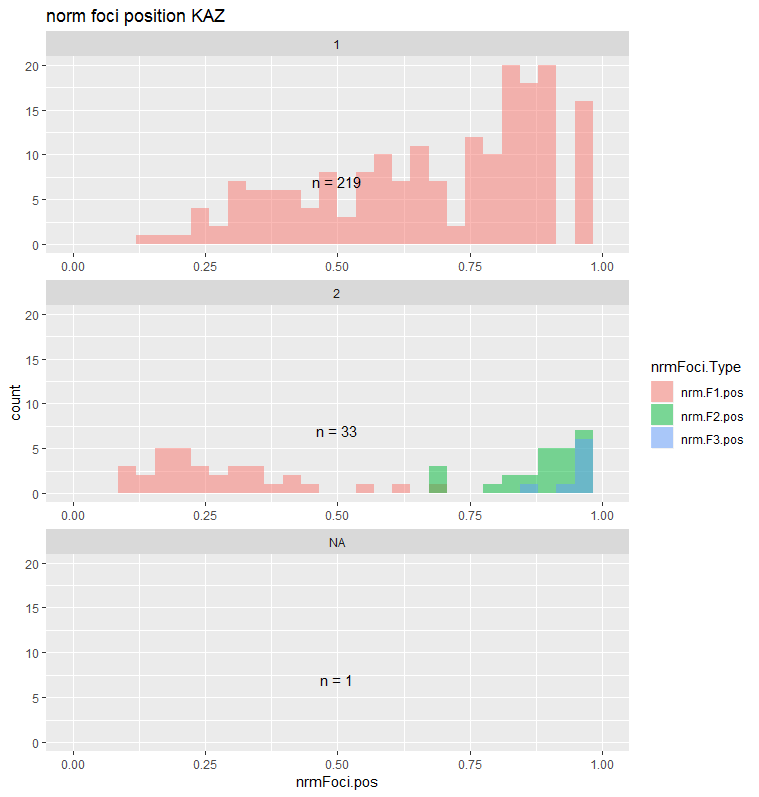 norm foci position KAZ
1
20
15
10
5
0
n = 219
0.00 0.25 0.50 0.75 1.00
2
20
15
10
5
0
n = 33
0.00 0.25 0.50 0.75 1.00
NA
20
15
10
5
0
n = 1
0.00 0.25 0.50 0.75 1.00
nrmFoci.pos
count
nrmFoci.Type
nrm.F1.pos
nrm.F2.pos
nrm.F3.pos